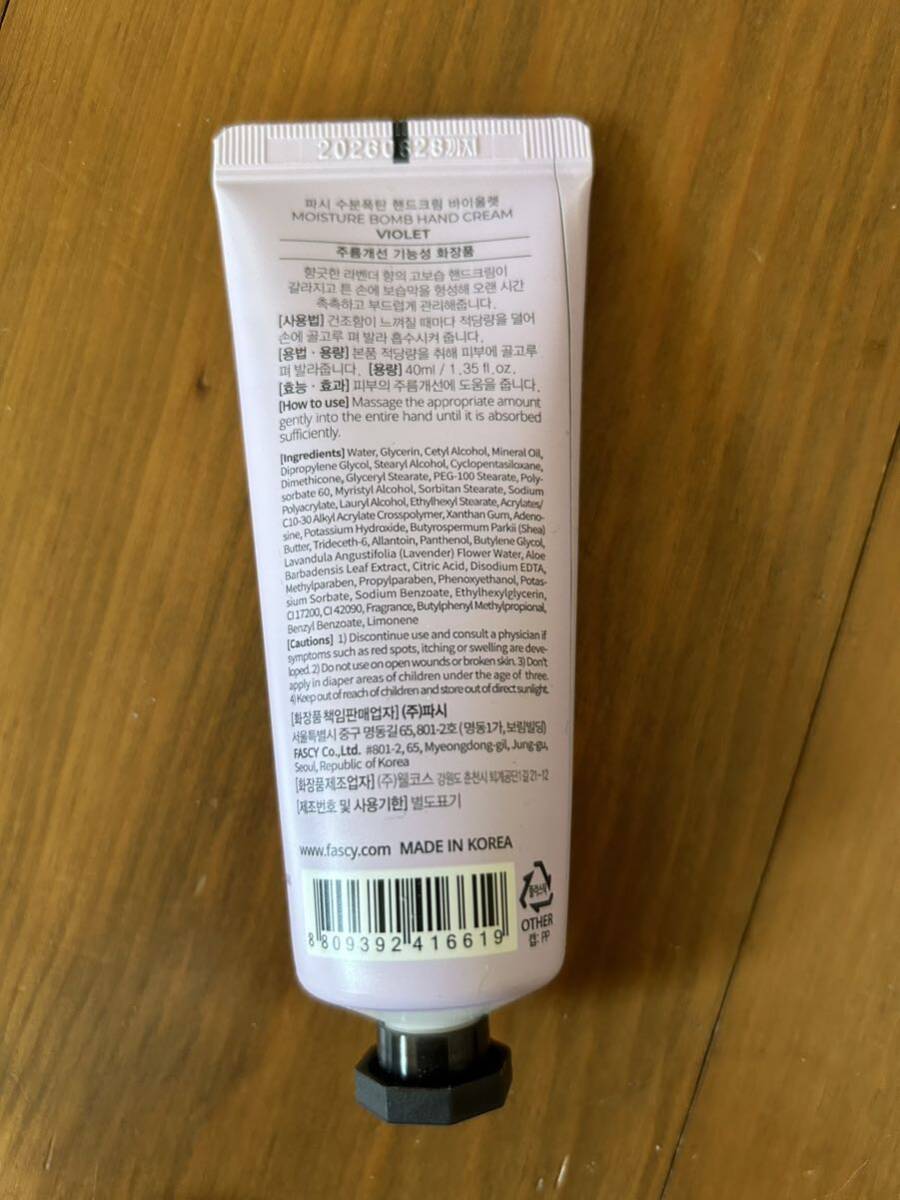 20260828까지
파시 수분폭탄 핸드크림 바이올렛
MOISTURE BOMB HAND CREAM
VIOLET
주름개선 기능성 화장품
향긋한 라벤더 향의 고보습 핸드크림이
갈라지고 튼 손에 보습막을 형성해 오랜 시간
촉촉하고 부드럽게 관리해줍니다.
[사용법] 건조함이 느껴질 때마다 적당량을 덜어
손에 골고루 펴 발라 흡수시켜 줍니다.
[용법 · 용량] 본품 적당량을 취해 피부에 골고루
펴 발라줍니다. [용량] 40ml / 1.35 fl.oz.
[효능 · 효과] 피부의 주름개선에 도움을 줍니다.
[How to use] Massage the appropriate amount
gently into the entire hand until it is absorbed
sufficiently.
[Ingredients] Water, Glycerin, Cetyl Alcohol, Mineral Oil,
Dipropylene Glycol, Stearyl Alcohol, Cyclopentasiloxane,
Dimethicone, Glyceryl Stearate, PEG-100 Stearate, Poly-
sorbate 60, Myristyl Alcohol, Sorbitan Stearate, Sodium
Polyacrylate, Lauryl Alcohol, Ethylhexyl Stearate, Acrylates/
C10-30 Alkyl Acrylate Crosspolymer, Xanthan Gum, Adeno-
sine, Potassium Hydroxide, Butyrospermum Parkii (Shea)
Butter, Trideceth-6, Allantoin, Panthenol, Butylene Glycol,
Lavandula Angustifolia (Lavender) Flower Water, Aloe
Barbadensis Leaf Extract, Citric Acid, Disodium EDTA,
Methylparaben, Propylparaben, Phenoxyethanol, Potas-
sium Sorbate, Sodium Benzoate, Ethylhexylglycerin,
CI 17200, CI 42090, Fragrance, Butylphenyl Methylpropional,
Benzyl Benzoate, Limonene
[Cautions] 1) Discontinue use and consult a physician if
symptoms such as red spots, itching or swelling are deve-
loped. 2) Do not use on open wounds or broken skin. 3) Don't
apply in diaper areas of children under the age of three.
4) Keep out of reach of children and store out of direct sunlight.
[화장품 책임판매업자] (주)파시
서울특별시 중구 명동길 65, 801-2호 ( 명동1가, 보림빌딩)
FASCY Co.,Ltd. #801-2, 65, Myeongdong-gil, Jung-gu,
Seoul, Republic of Korea
[화장품제조업자] (주)웰코스 강원도 춘천시 퇴계공단1길 21-12
[제조번호 및 사용기한] 별도표기
www.fascy.com MADE IN KOREA
8 809392 416619
플라스틱
OTHER
캡: PP